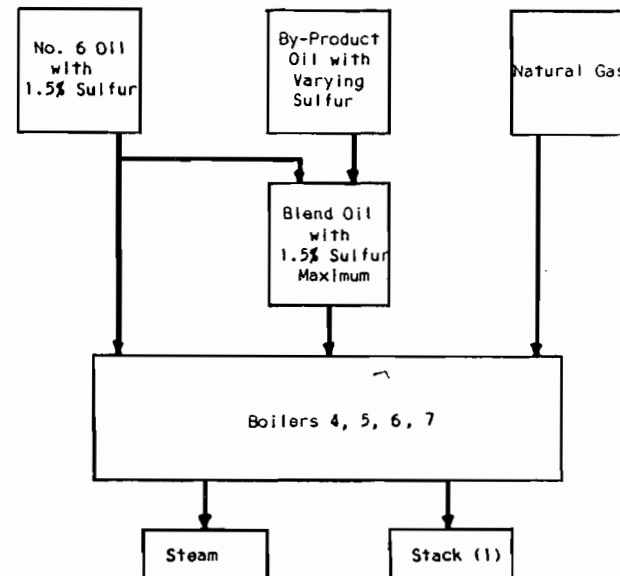 No. 6 Oil
with
1.5% Sulfur
By-Product
Oil with
Varying
Sulfur
Natural Gas
Blend Oil
with
1.5% Sulfur
Maximum
Boilers 4, 5, 6, 7
Steam
Stack (1)